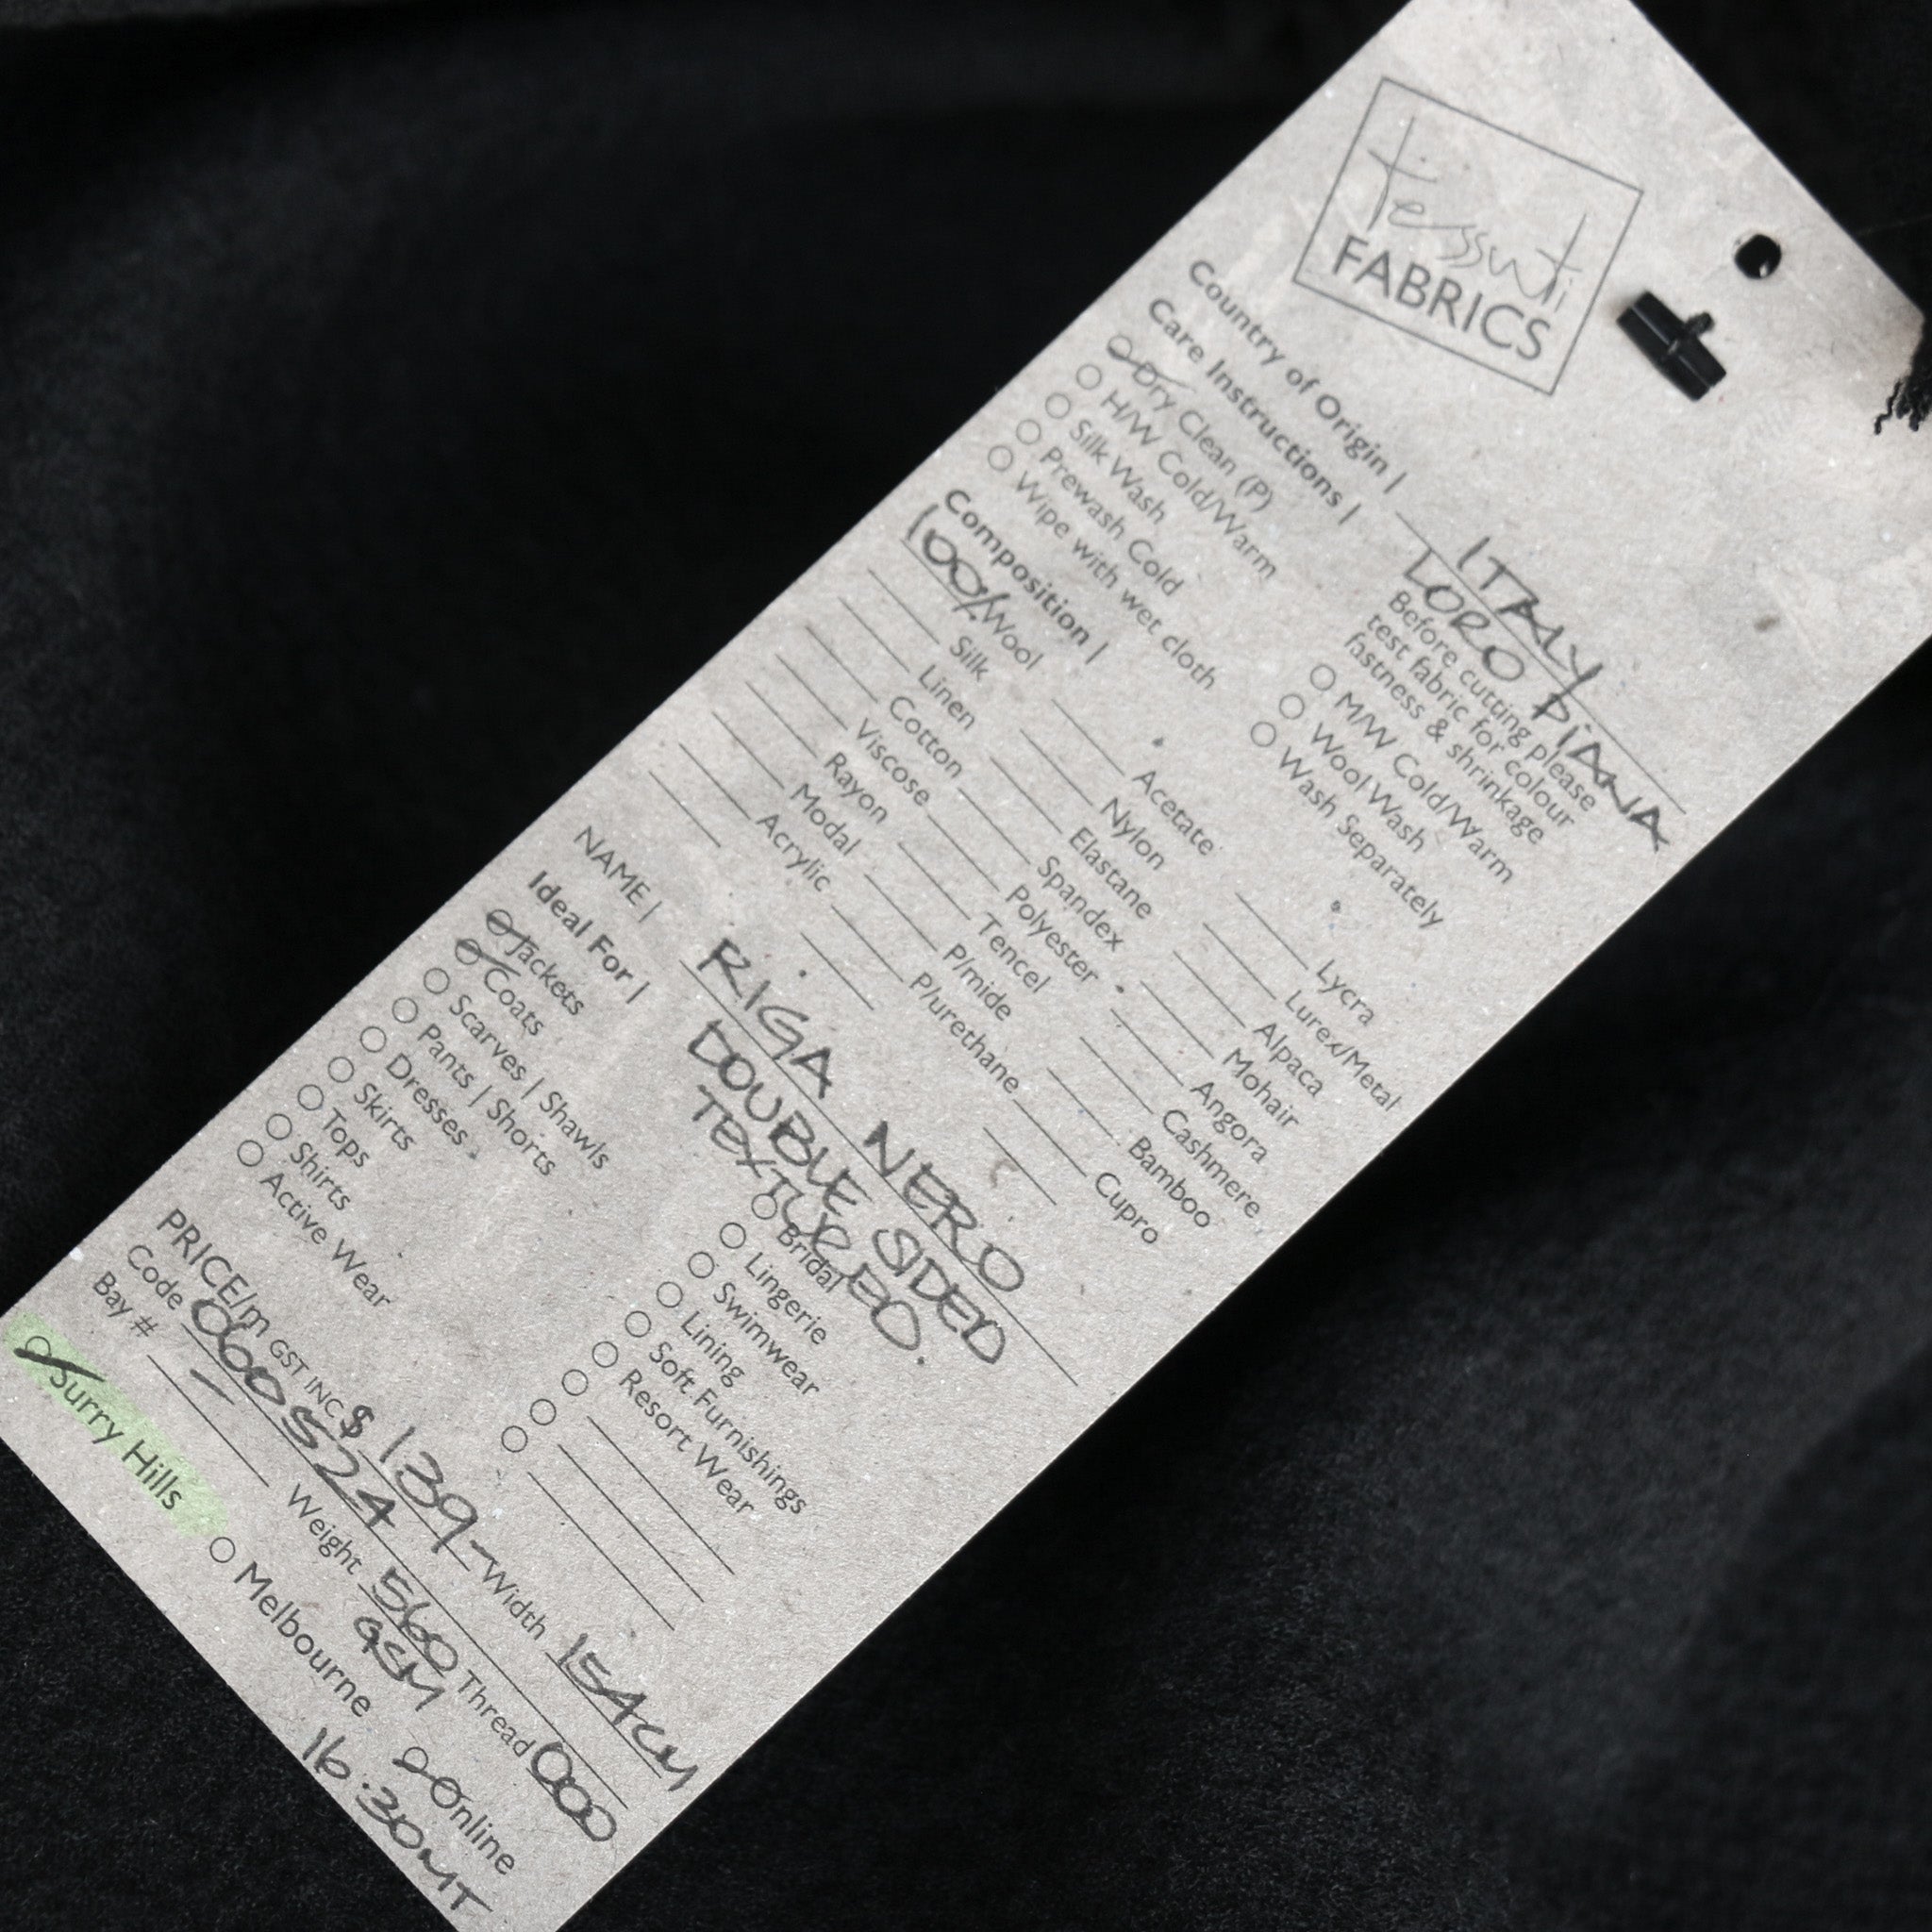 tessuti
FABRICS
Country of Origin | ITALY
LORO PIANA
Care Instructions |
Before cutting please
test fabric for colour
fastness & shrinkage
Dry Clean (P)
H/W Cold/Warm
Silk Wash
Prewash Cold
Wipe with wet cloth
M/W Cold/Warm
Wool Wash
Wash Separately
Composition |
100% Wool
Silk
Linen
Cotton
Viscose
Rayon
Modal
Acrylic
Acetate
Nylon
Elastane
Spandex
Polyester
Tencel
P/mide
P/urethane
Lycra
Lurex/Metal
Alpaca
Mohair
Angora
Cashmere
Bamboo
Cupro
NAME | RIGA NERO
DOUBLE SIDED
TEXTURED.
Ideal For |
Jackets
Coats
Scarves | Shawls
Pants | Shorts
Dresses
Skirts
Tops
Shirts
Active Wear
Bridal
Lingerie
Swimwear
Lining
Soft Furnishings
Resort Wear
PRICE/m GST INC $ 139- Width 154CM
Code 0600524 Weight 560 GSM Thread 000
Bay # -
Surry Hills Melbourne Online
16.30MT